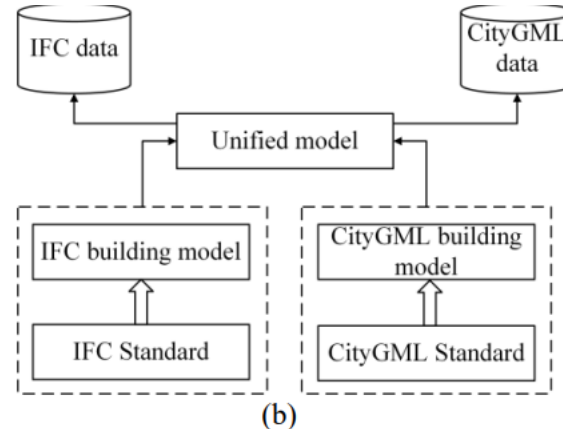 IFC data
CityGML
data
Unified model
IFC building model
CityGML building
model
IFC Standard
CityGML Standard
(b)